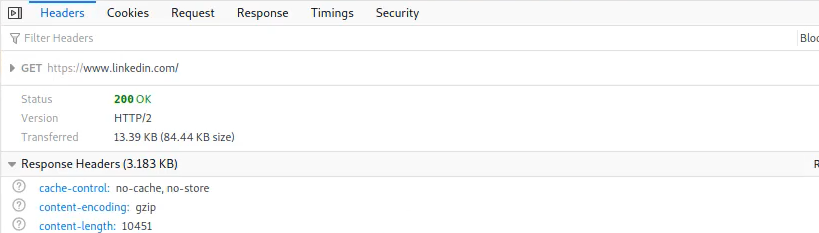 Headers Cookies Request Response Timings Security
Filter Headers Bloc
GET https://www.linkedin.com/
Status 200 OK
Version HTTP/2
Transferred 13.39 KB (84.44 KB size)
Response Headers (3.183 KB) R
? cache-control: no-cache, no-store
? content-encoding: gzip
? content-length: 10451